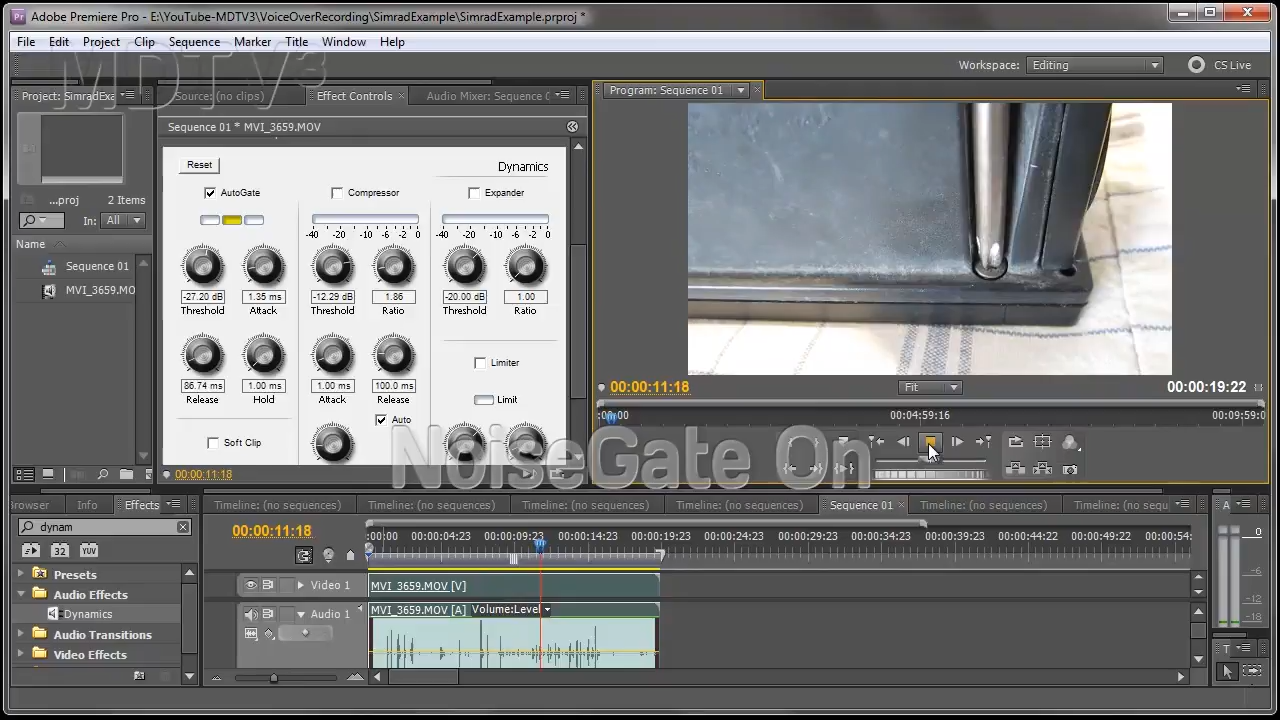 Adobe Premiere Pro - E:\YouTube-MDTV3\VoiceOverRecording\SimradExample\SimradExample.prproj *
File Edit Project Clip Sequence Marker Title Window Help
MDTV3
Workspace: Editing CS Live
Project: SimradExa
Source: (no clips) Effect Controls Audio Mixer: Sequence 0
Program: Sequence 01
Sequence 01 * MVI_3659.MOV
Reset
Dynamics
AutoGate Compressor Expander
-40 -20 -10 -6 -2 0 -40 -20 -10 -6 -2 0
-27.20 dB 1.35 ms -12.29 dB 1.86 -20.00 dB 1.00
Threshold Attack Threshold Ratio Threshold Ratio
86.74 ms 1.00 ms 1.00 ms 100.0 ms
Release Hold Attack Release
Limiter
Limit
Auto
Soft Clip
00:00:11:18
...proj 2 Items
In: All
Name
Sequence 01
MVI_3659.MO
00:00:11:18 Fit 00:00:19:22
:00:00 00:04:59:16 00:09:59:0
NoiseGate On
Browser Info Effects
dynam
32 YUV
Presets
Audio Effects
Dynamics
Audio Transitions
Video Effects
Timeline: (no sequences) Timeline: (no sequences) Timeline: (no sequences) Timeline: (no sequences) Sequence 01 Timeline: (no sequences) Timeline: (no sequ
00:00:11:18
:00:00 00:00:04:23 00:00:09:23 00:00:14:23 00:00:19:23 00:00:24:23 00:00:29:23 00:00:34:23 00:00:39:23 00:00:44:22 00:00:49:22 00:00:54:
Video 1 MVI_3659.MOV [V]
Audio 1 MVI_3659.MOV [A] Volume:Level
A
0
-6
-12
-18
T